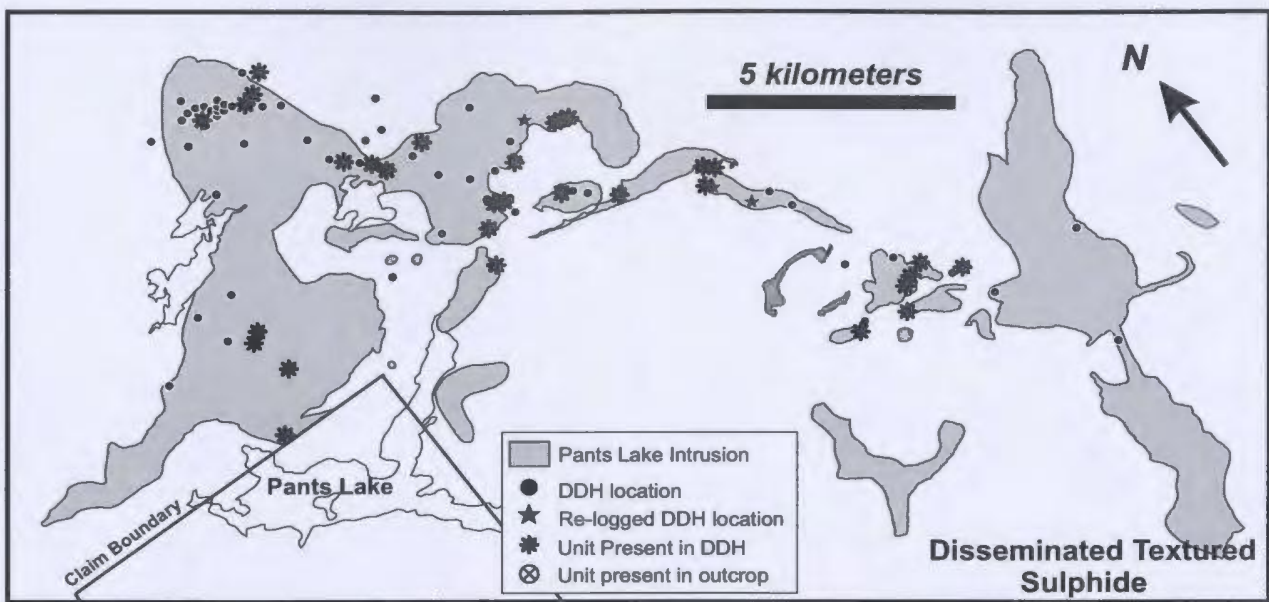 5 kilometers
N
Pants Lake Intrusion
DDH location
Re-logged DDH location
Unit Present in DDH
Unit present in outcrop
Pants Lake
Claim Boundary
Disseminated Textured
Sulphide